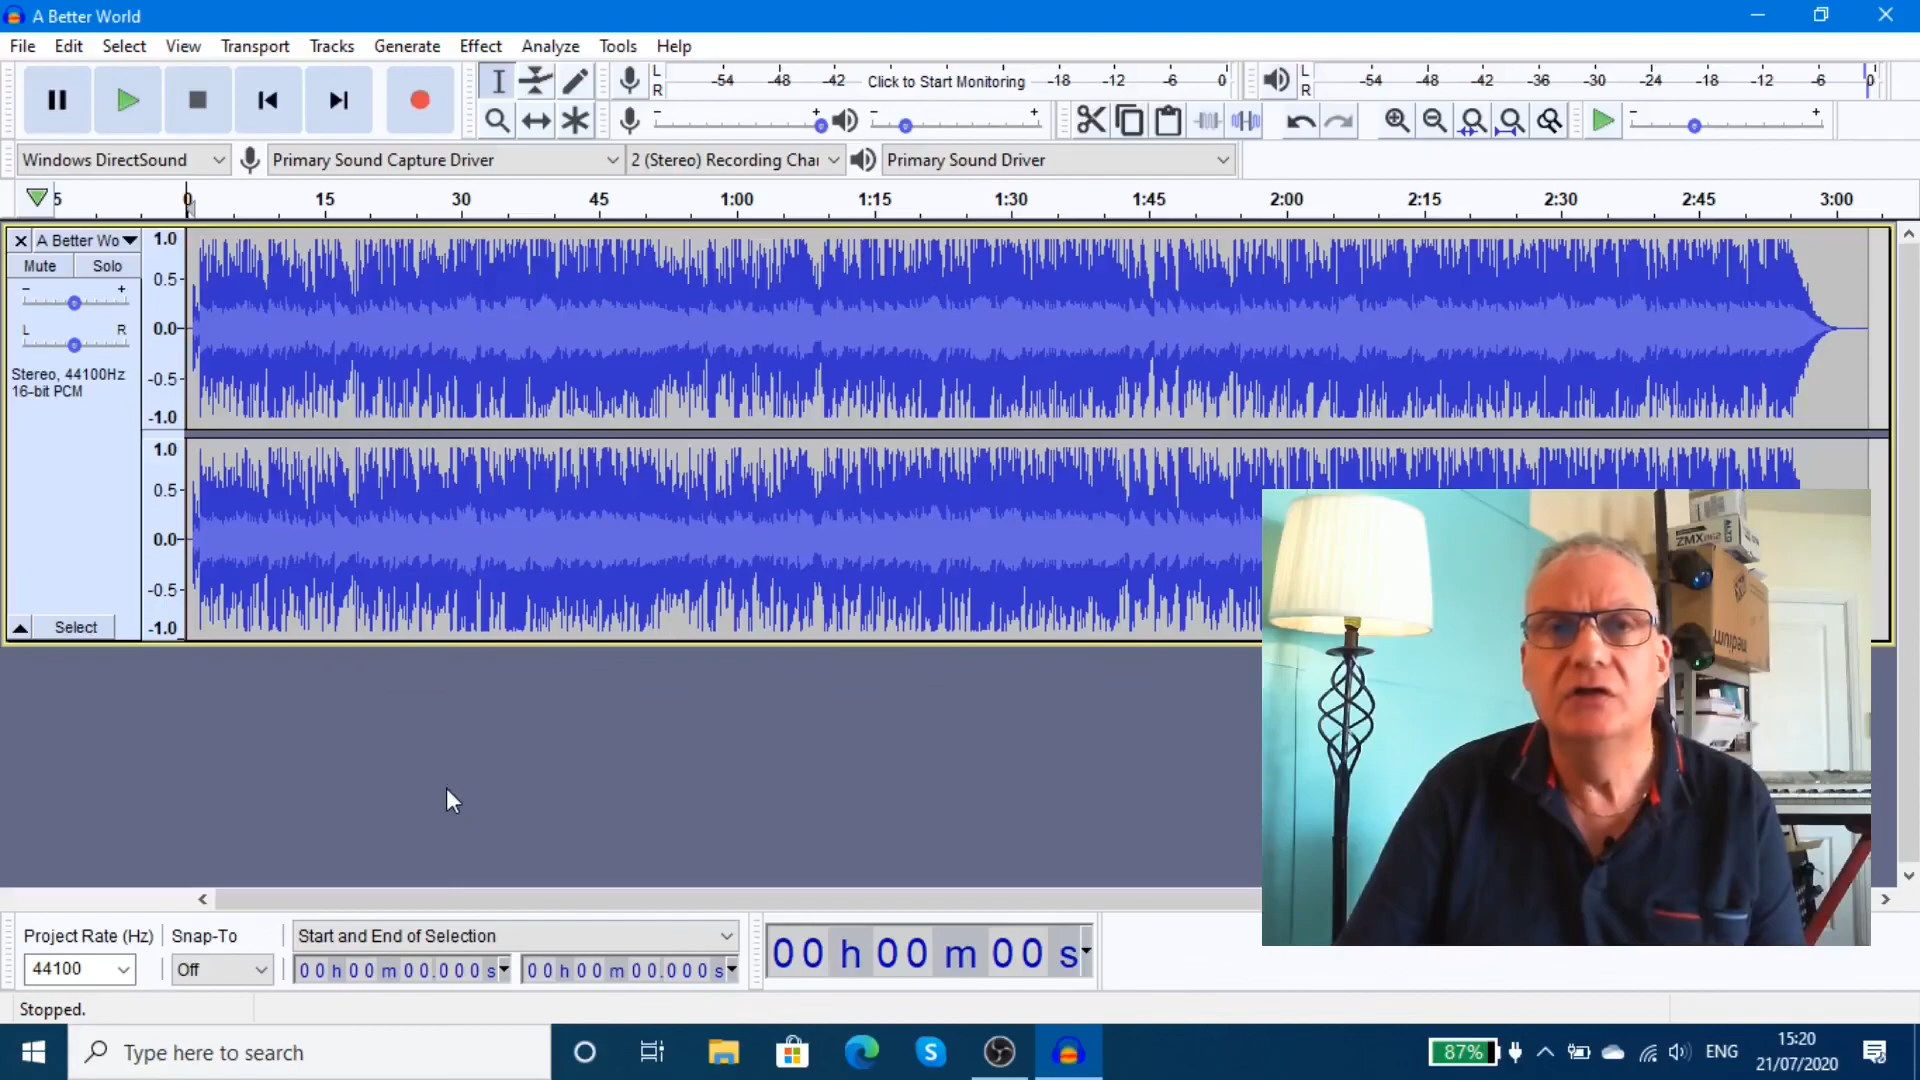 A Better World
File Edit Select View Transport Tracks Generate Effect Analyze Tools Help
L R -54 -48 -42 Click to Start Monitoring -18 -12 -6 0 L R -54 -48 -42 -36 -30 -24 -18 -12 -6 0
- + - + - +
Windows DirectSound Primary Sound Capture Driver 2 (Stereo) Recording Chai Primary Sound Driver
5 0 15 30 45 1:00 1:15 1:30 1:45 2:00 2:15 2:30 2:45 3:00
A Better Wo 1.0
Mute Solo
- + 0.5
L R 0.0
Stereo, 44100Hz -0.5
16-bit PCM
-1.0
1.0
0.5
0.0
-0.5
Select -1.0
ZMX862 ALTO
medium
Project Rate (Hz) Snap-To Start and End of Selection
44100 Off 00 h 00 m 00.000 s 00 h 00 m 00.000 s 00 h 00 m 00 s
Stopped.
Type here to search 87% ENG 15:20
21/07/2020